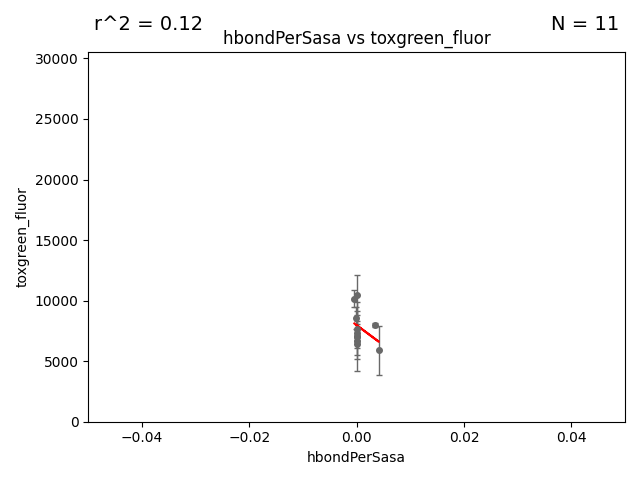 r^2 = 0.12
N = 11
hbondPerSasa vs toxgreen_fluor
30000
25000
20000
15000
10000
5000
0
toxgreen_fluor
−0.04
−0.02
0.00
0.02
0.04
hbondPerSasa